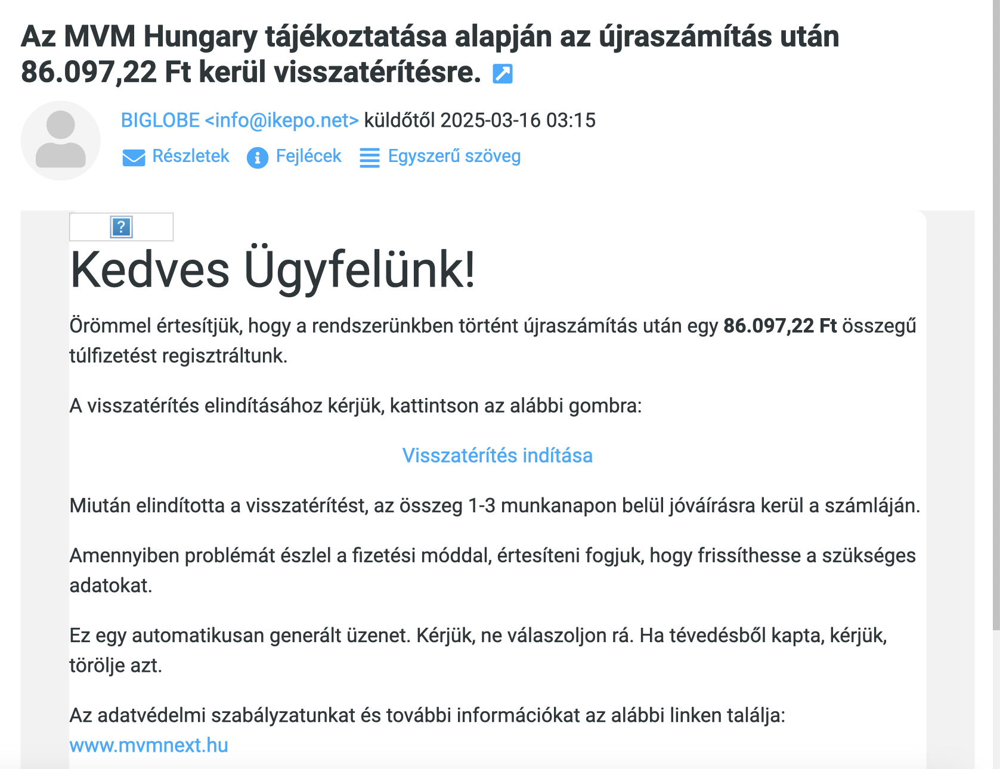 Az MVM Hungary tájékoztatása alapján az újraszámítás után
86.097,22 Ft kerül visszatérítésre.
BIGLOBE <info@ikepo.net> küldőtől 2025-03-16 03:15
Részletek Fejlécek Egyszerű szöveg
?
Kedves Ügyfelünk!
Örömmel értesítjük, hogy a rendszerünkben történt újraszámítás után egy 86.097,22 Ft összegű
túlfizetést regisztráltunk.
A visszatérítés elindításához kérjük, kattintson az alábbi gombra:
Visszatérítés indítása
Miután elindította a visszatérítést, az összeg 1-3 munkanapon belül jóváírásra kerül a számláján.
Amennyiben problémát észlel a fizetési móddal, értesíteni fogjuk, hogy frissíthesse a szükséges
adatokat.
Ez egy automatikusan generált üzenet. Kérjük, ne válaszoljon rá. Ha tévedésből kapta, kérjük,
törölje azt.
Az adatvédelmi szabályzatunkat és további információkat az alábbi linken találja:
www.mvmnext.hu